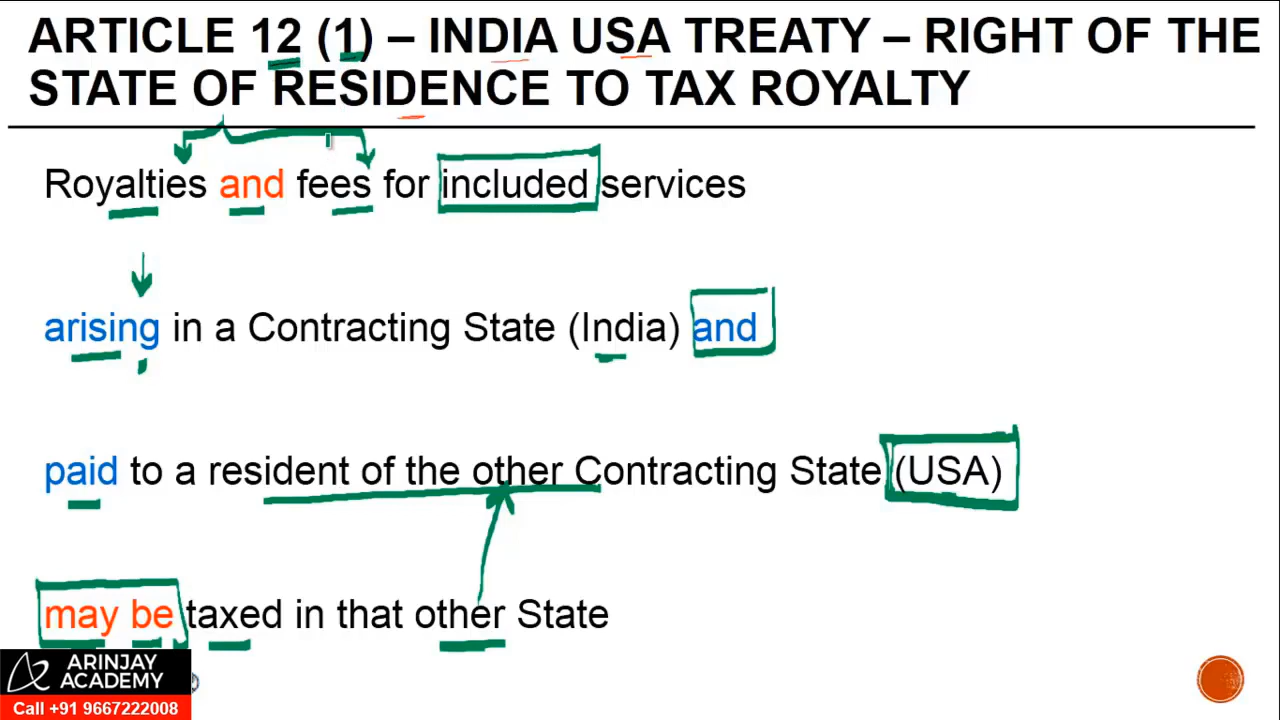 ARTICLE 12 (1) – INDIA USA TREATY – RIGHT OF THE
STATE OF RESIDENCE TO TAX ROYALTY
Royalties and fees for included services
arising in a Contracting State (India) and
paid to a resident of the other Contracting State (USA)
may be taxed in that other State
ARINJAY
ACADEMY
Call +91 9667222008